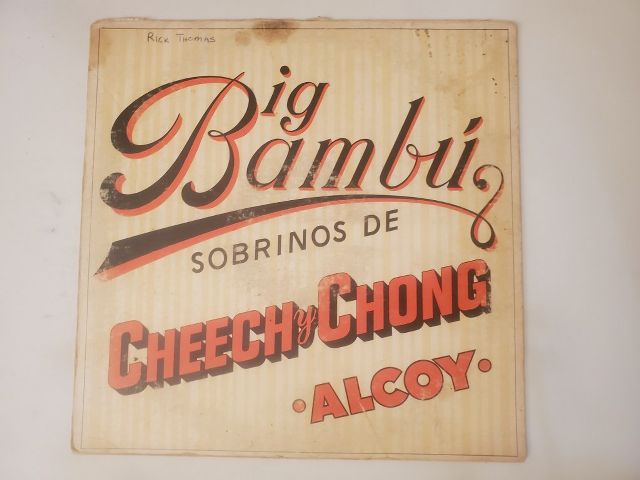 RICK THOMAS
Big
Bambú
SOBRINOS DE
CHEECH y CHONG
• ALCOY •